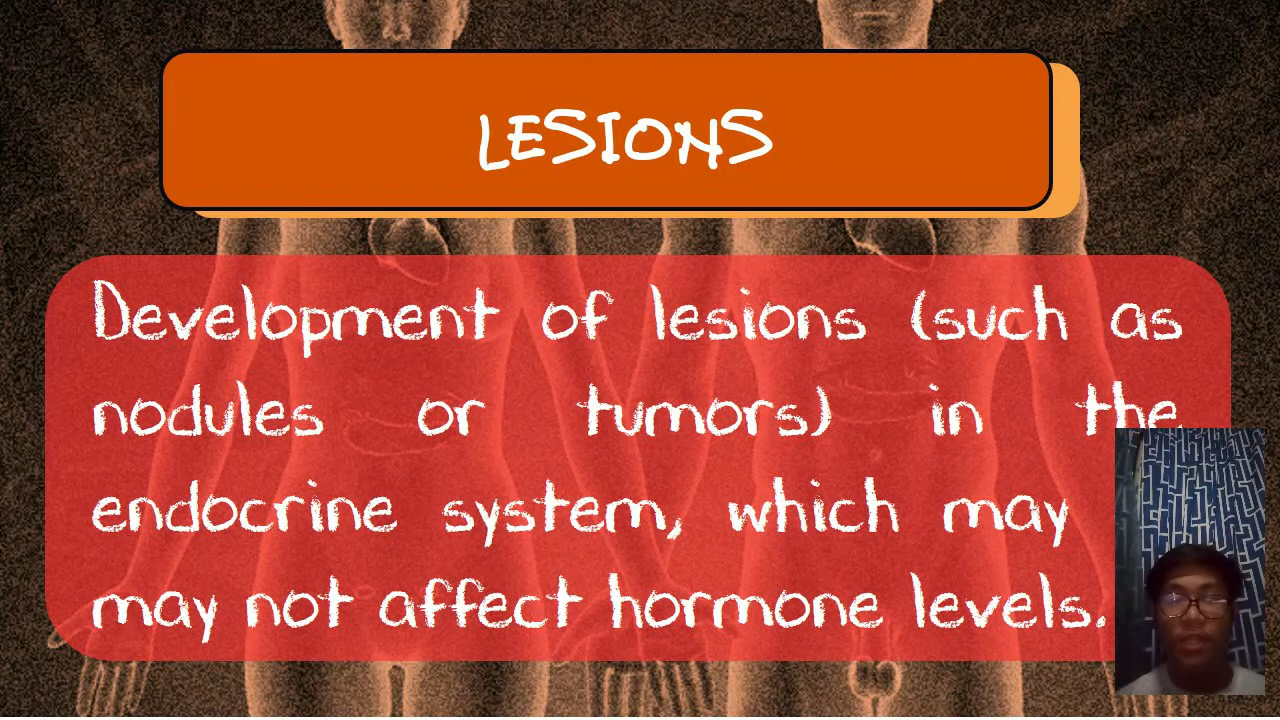 LESIONS
Development of lesions (such as
nodules or tumors) in the
endocrine system, which may
may not affect hormone levels.